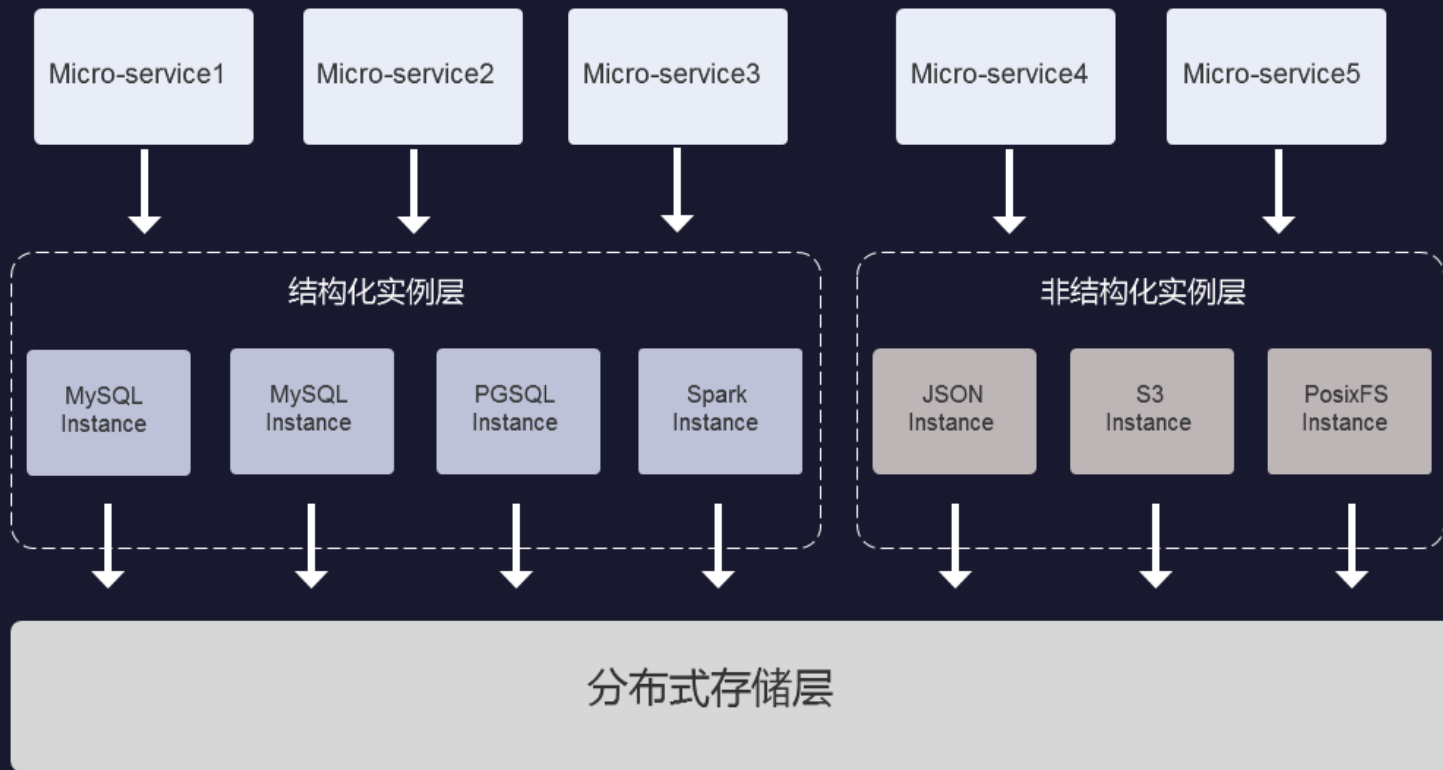 Micro-service1
Micro-service2
Micro-service3
Micro-service4
Micro-service5
结构化实例层
非结构化实例层
MySQL
Instance
MySQL
Instance
PGSQL
Instance
Spark
Instance
JSON
Instance
S3
Instance
PosixFS
Instance
分布式存储层